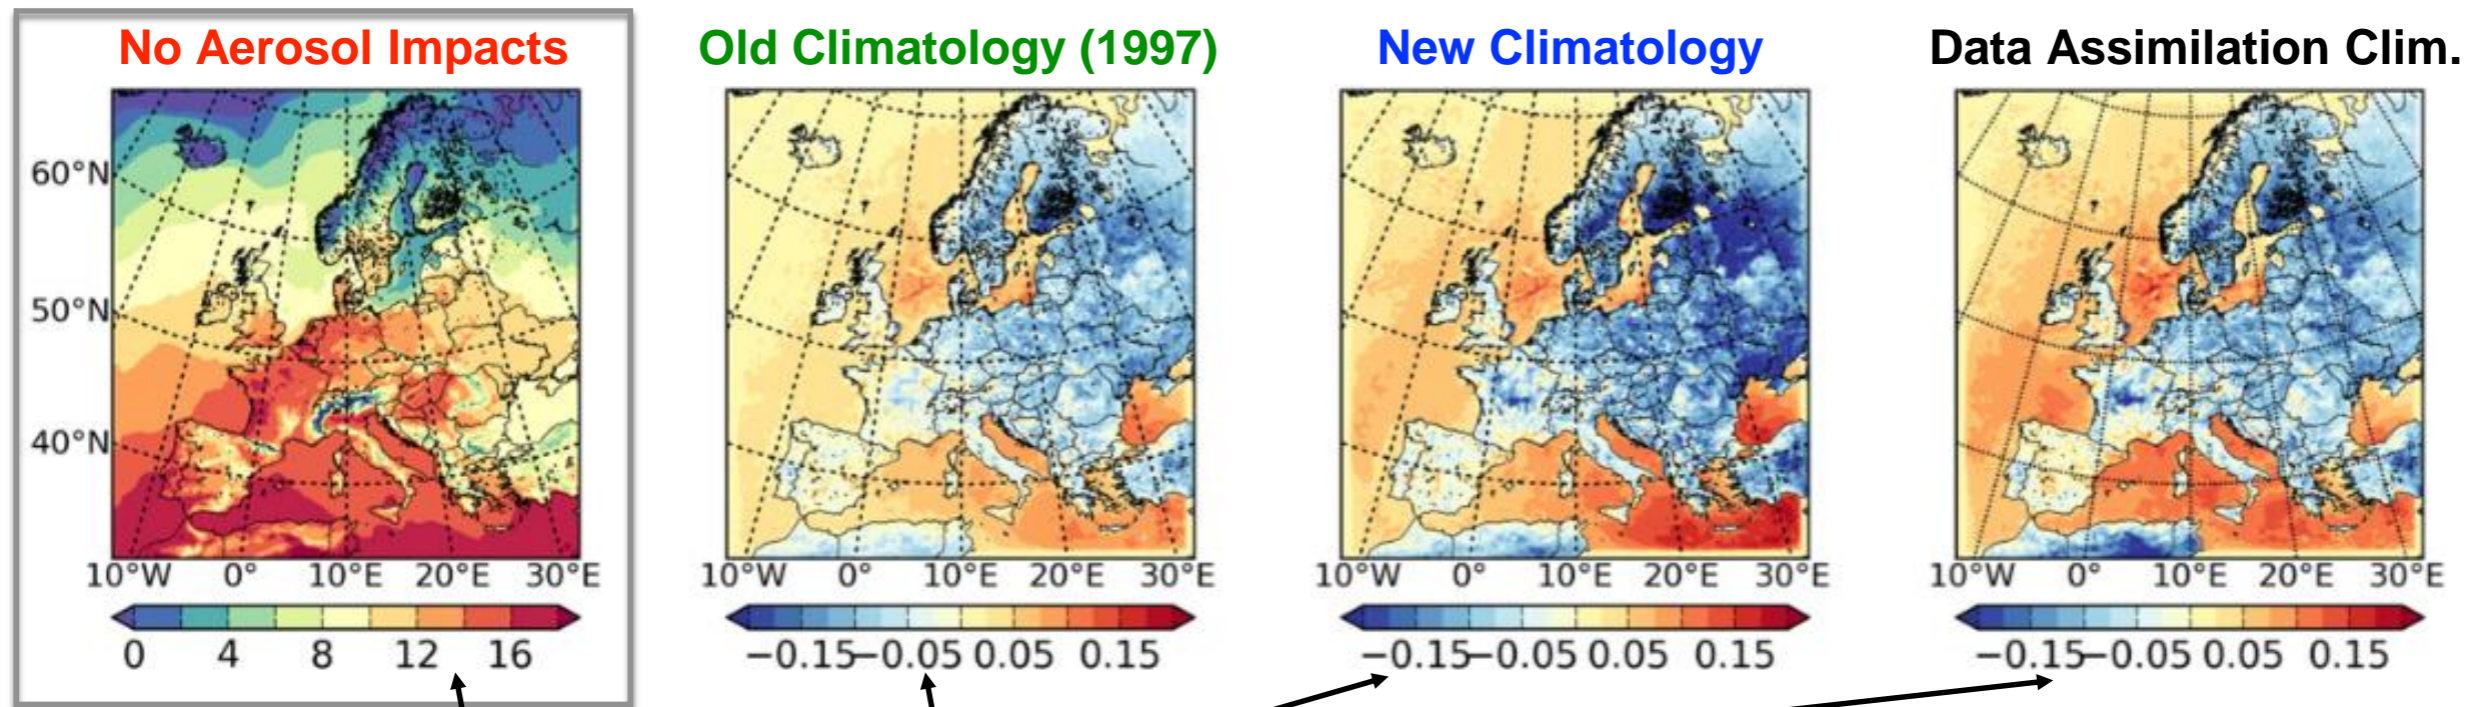 No Aerosol Impacts
60°N
50°N
40°N
10°W 0° 10°E 20°E 30°E
0 4 8 12 16
Old Climatology (1997)
10°W 0° 10°E 20°E 30°E
−0.15−0.05 0.05 0.15
New Climatology
10°W 0° 10°E 20°E 30°E
−0.15−0.05 0.05 0.15
Data Assimilation Clim.
10°W 0° 10°E 20°E 30°E
−0.15−0.05 0.05 0.15